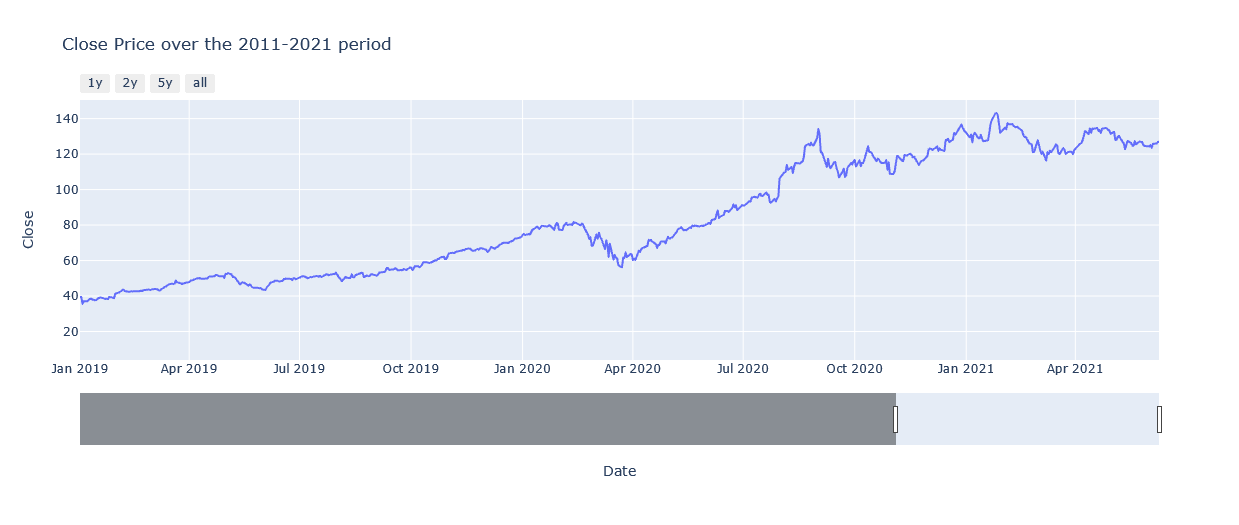 Close Price over the 2011-2021 period
1y 2y 5y all
140
120
100
80
60
40
20
Close
Jan 2019 Apr 2019 Jul 2019 Oct 2019 Jan 2020 Apr 2020 Jul 2020 Oct 2020 Jan 2021 Apr 2021
Date